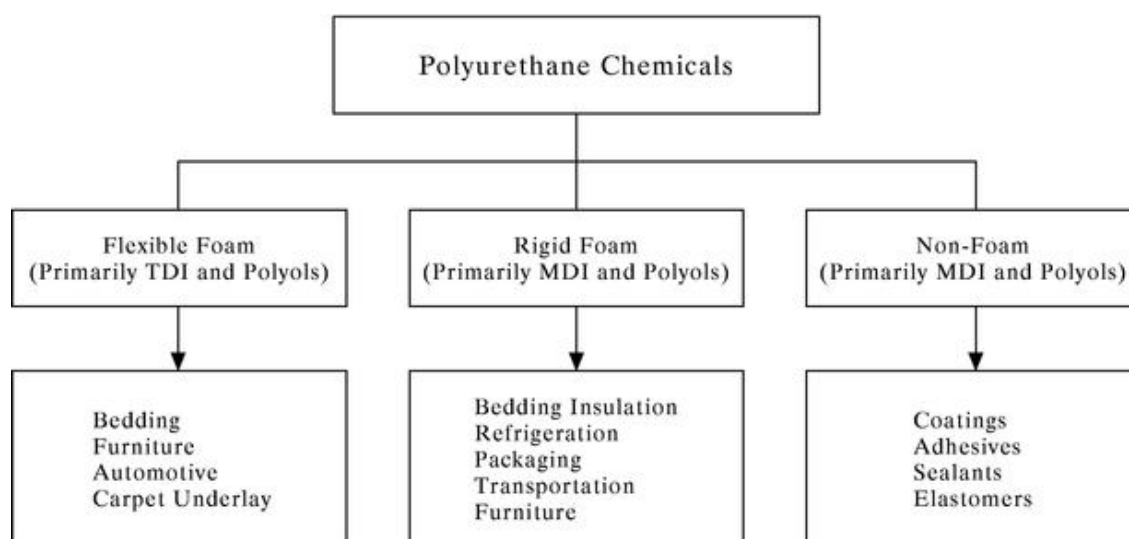 Polyurethane Chemicals
Flexible Foam
(Primarily TDI and Polyols)
Rigid Foam
(Primarily MDI and Polyols)
Non-Foam
(Primarily MDI and Polyols)
Bedding
Furniture
Automotive
Carpet Underlay
Bedding Insulation
Refrigeration
Packaging
Transportation
Furniture
Coatings
Adhesives
Sealants
Elastomers